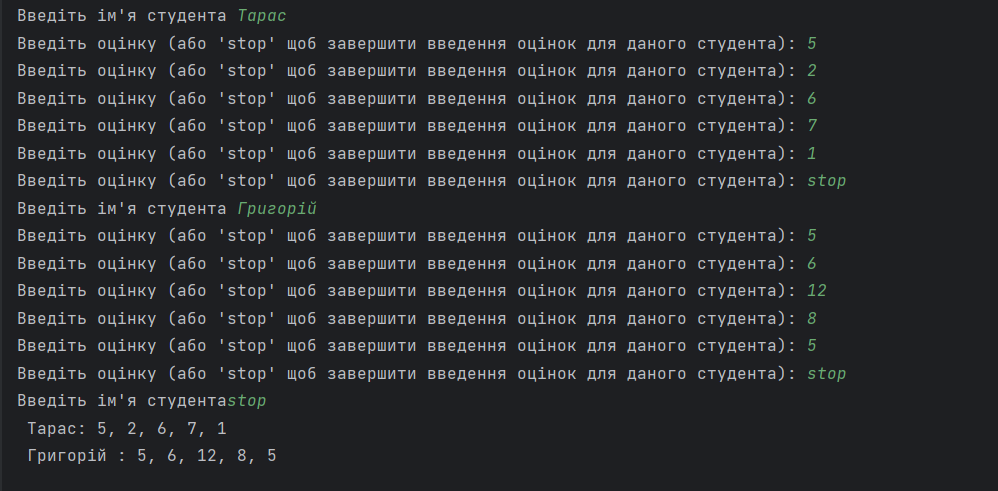 Введіть ім'я студента Тарас
Введіть оцінку (або 'stop' щоб завершити введення оцінок для даного студента): 5
Введіть оцінку (або 'stop' щоб завершити введення оцінок для даного студента): 2
Введіть оцінку (або 'stop' щоб завершити введення оцінок для даного студента): 6
Введіть оцінку (або 'stop' щоб завершити введення оцінок для даного студента): 7
Введіть оцінку (або 'stop' щоб завершити введення оцінок для даного студента): 1
Введіть оцінку (або 'stop' щоб завершити введення оцінок для даного студента): stop
Введіть ім'я студента Григорій
Введіть оцінку (або 'stop' щоб завершити введення оцінок для даного студента): 5
Введіть оцінку (або 'stop' щоб завершити введення оцінок для даного студента): 6
Введіть оцінку (або 'stop' щоб завершити введення оцінок для даного студента): 12
Введіть оцінку (або 'stop' щоб завершити введення оцінок для даного студента): 8
Введіть оцінку (або 'stop' щоб завершити введення оцінок для даного студента): 5
Введіть оцінку (або 'stop' щоб завершити введення оцінок для даного студента): stop
Введіть ім'я студентаstop
Тарас: 5, 2, 6, 7, 1
Григорій : 5, 6, 12, 8, 5